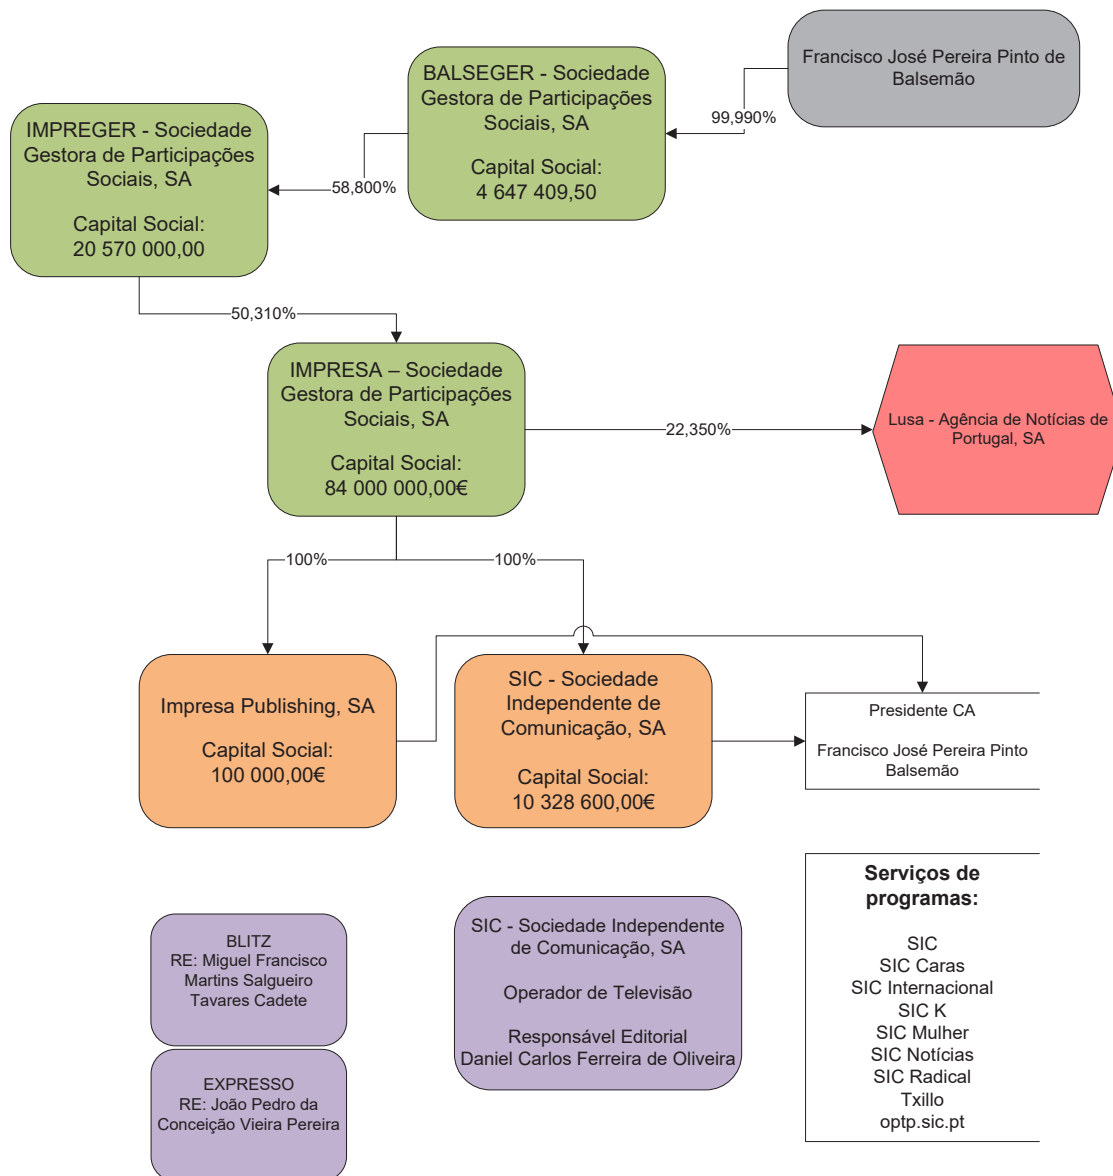 Francisco José Pereira Pinto de
Balsemão
BALSEGER - Sociedade
Gestora de Participações
Sociais, SA
Capital Social:
4 647 409,50
99,990%
IMPREGER - Sociedade
Gestora de Participações
Sociais, SA
Capital Social:
20 570 000,00
58,800%
50,310%
IMPRESA – Sociedade
Gestora de Participações
Sociais, SA
Capital Social:
84 000 000,00€
22,350%
Lusa - Agência de Notícias de
Portugal, SA
100%
100%
Impresa Publishing, SA
Capital Social:
100 000,00€
SIC - Sociedade
Independente de
Comunicação, SA
Capital Social:
10 328 600,00€
Presidente CA
Francisco José Pereira Pinto
Balsemão
BLITZ
RE: Miguel Francisco
Martins Salgueiro
Tavares Cadete
EXPRESSO
RE: João Pedro da
Conceição Vieira Pereira
SIC - Sociedade Independente
de Comunicação, SA
Operador de Televisão
Responsável Editorial
Daniel Carlos Ferreira de Oliveira
Serviços de
programas:
SIC
SIC Caras
SIC Internacional
SIC K
SIC Mulher
SIC Notícias
SIC Radical
Txillo
optp.sic.pt